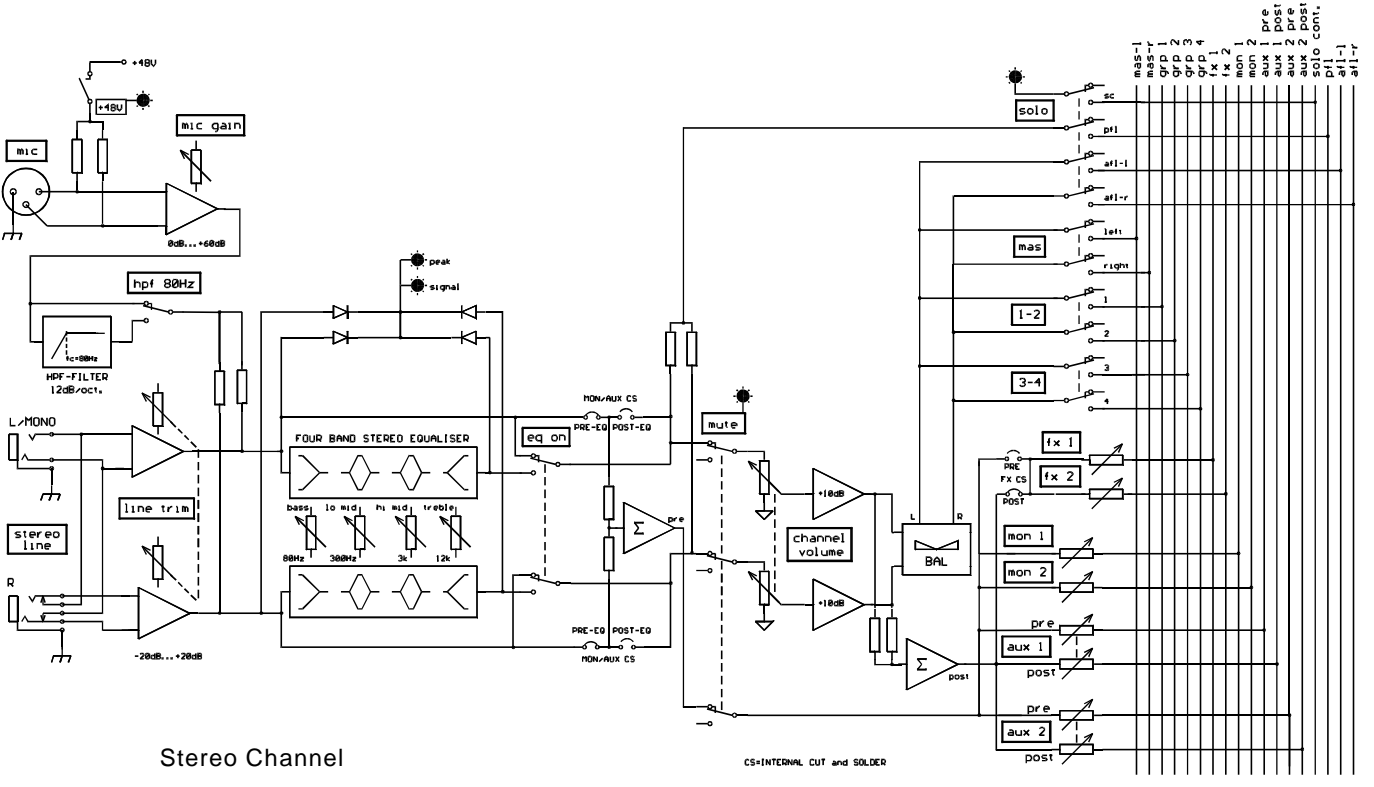 mas-l
mas-r
grp 1
grp 2
grp 3
grp 4
fx 1
fx 2
mon 1
mon 2
aux 1 pre
aux 1 post
aux 2 pre
aux 2 post
solo cont.
pfl
afl-l
afl-r
+48V
+48V
mic gain
mic
0dB...+60dB
solo
sc
pfl
afl-l
afl-r
mas
left
right
1-2
1
2
3-4
3
4
hpf 80Hz
peak
signal
fc=80Hz
HPF-FILTER
12dB/oct.
L/MONO
line trim
stereo
line
R
-20dB...+20dB
FOUR BAND STEREO EQUALISER
bass lo mid hi mid treble
80Hz 300Hz 3k 12k
eq on
MON/AUX CS
PRE-EQ POST-EQ
Σ
pre
PRE-EQ POST-EQ
MON/AUX CS
mute
+10dB
channel
volume
+10dB
L R
BAL
Σ
post
fx 1
PRE
FX CS
fx 2
POST
mon 1
mon 2
pre
aux 1
post
pre
aux 2
post
Stereo Channel
CS=INTERNAL CUT and SOLDER